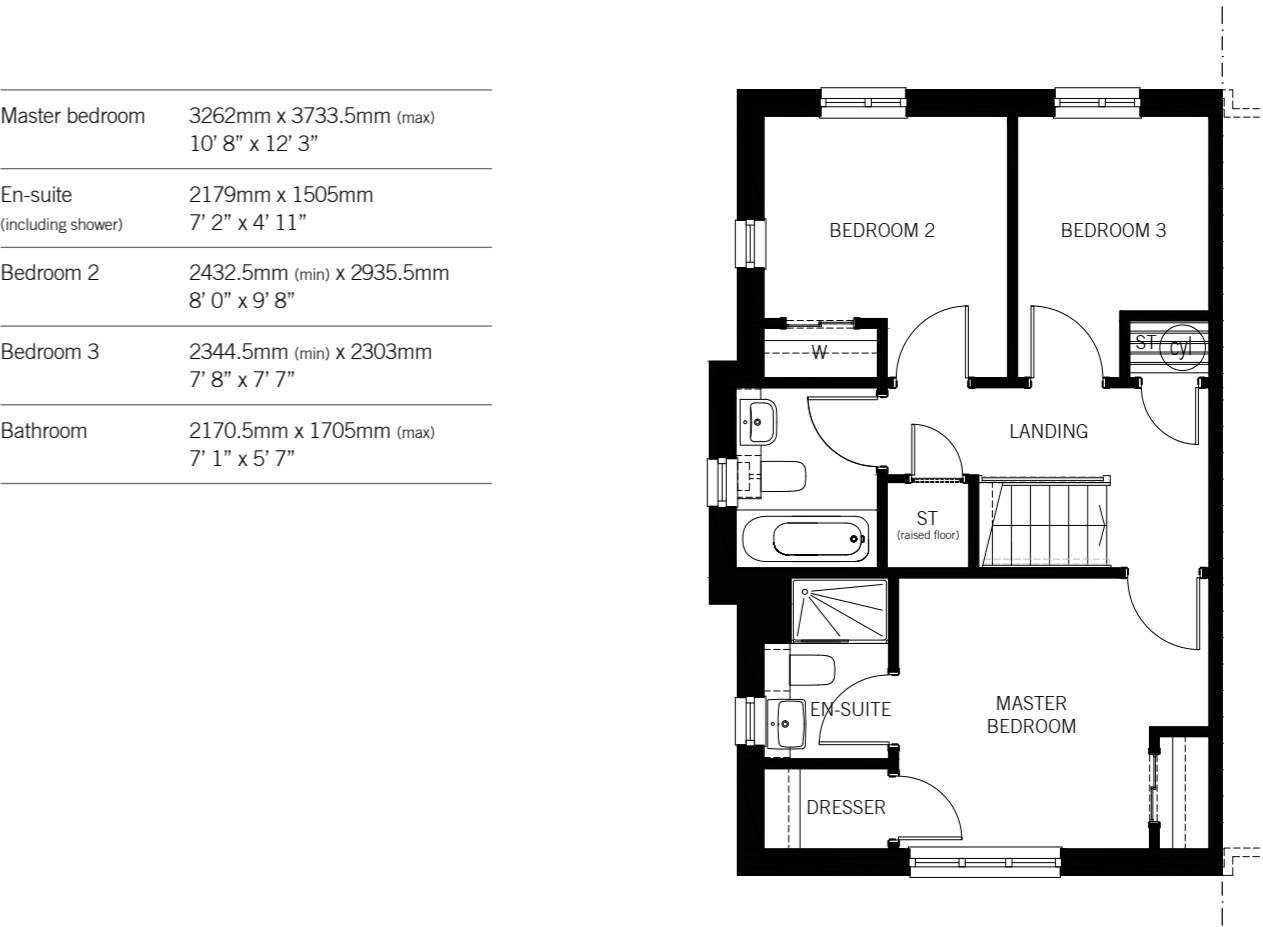 Master bedroom 3262mm x 3733.5mm (max)
10’ 8” x 12’ 3”
En-suite 2179mm x 1505mm
(including shower) 7’ 2” x 4’ 11”
Bedroom 2 2432.5mm (min) x 2935.5mm
8’ 0” x 9’ 8”
Bedroom 3 2344.5mm (min) x 2303mm
7’ 8” x 7’ 7”
Bathroom 2170.5mm x 1705mm (max)
7’ 1” x 5’ 7”
BEDROOM 2
BEDROOM 3
W
ST cyl
LANDING
ST
(raised floor)
EN-SUITE
MASTER
BEDROOM
DRESSER